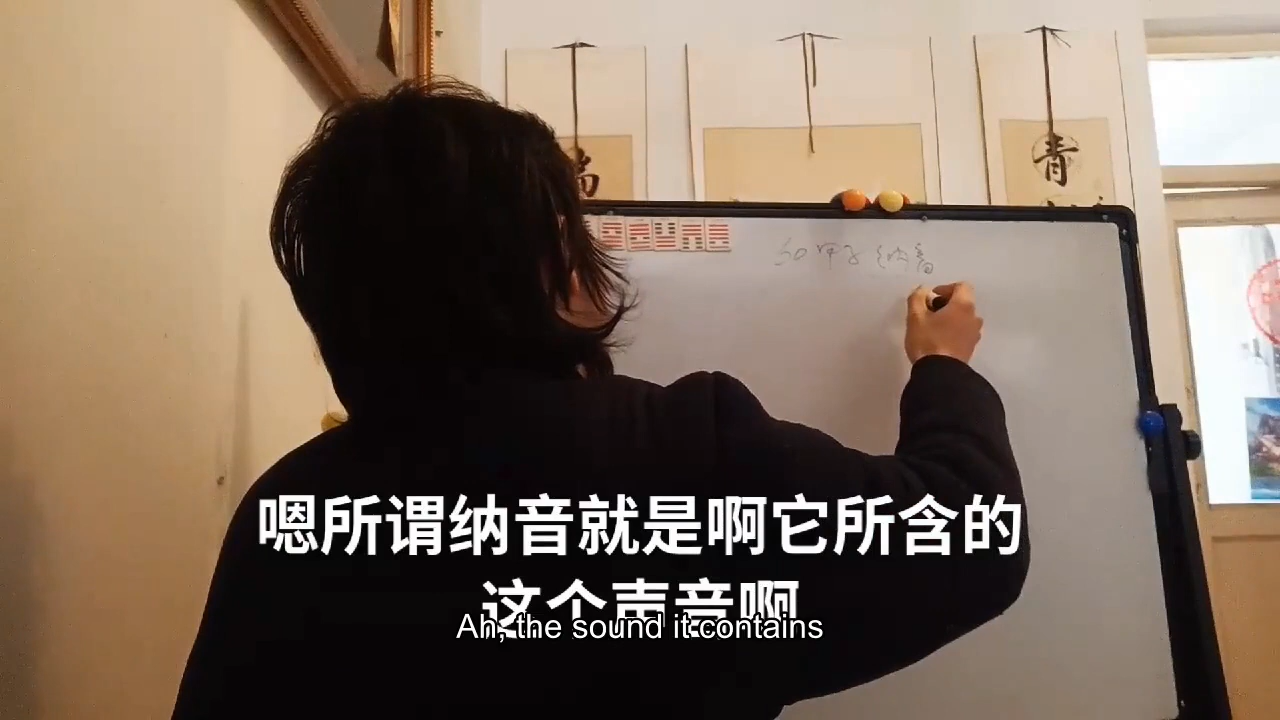 青
60甲子纳音
嗯所谓纳音就是啊它所含的
这个声音啊
Ah, the sound it contains